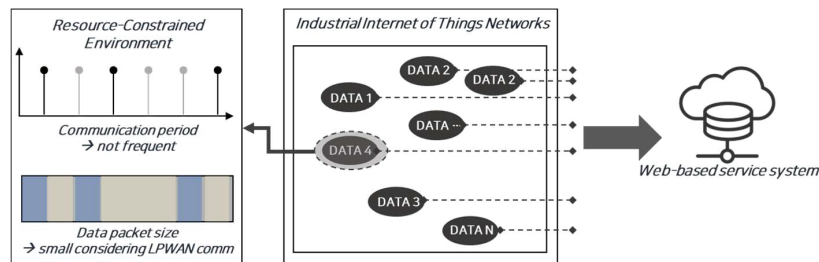 Resource-Constrained
Environment
Communication period
→ not frequent
Data packet size
→ small considering LPWAN comm
Industrial Internet of Things Networks
DATA 2
DATA 2
DATA 1
DATA ···
DATA 4
DATA 3
DATA N
Web-based service system